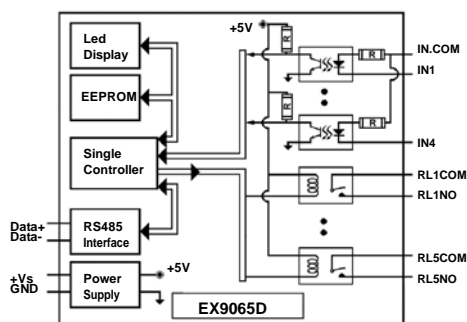 Led
Display
EEPROM
Single
Controller
RS485
Interface
Power
Supply
Data+
Data-
+Vs
GND
+5V
+5V
R
R
R
R
IN.COM
IN1
IN4
RL1COM
RL1NO
RL5COM
RL5NO
EX9065D